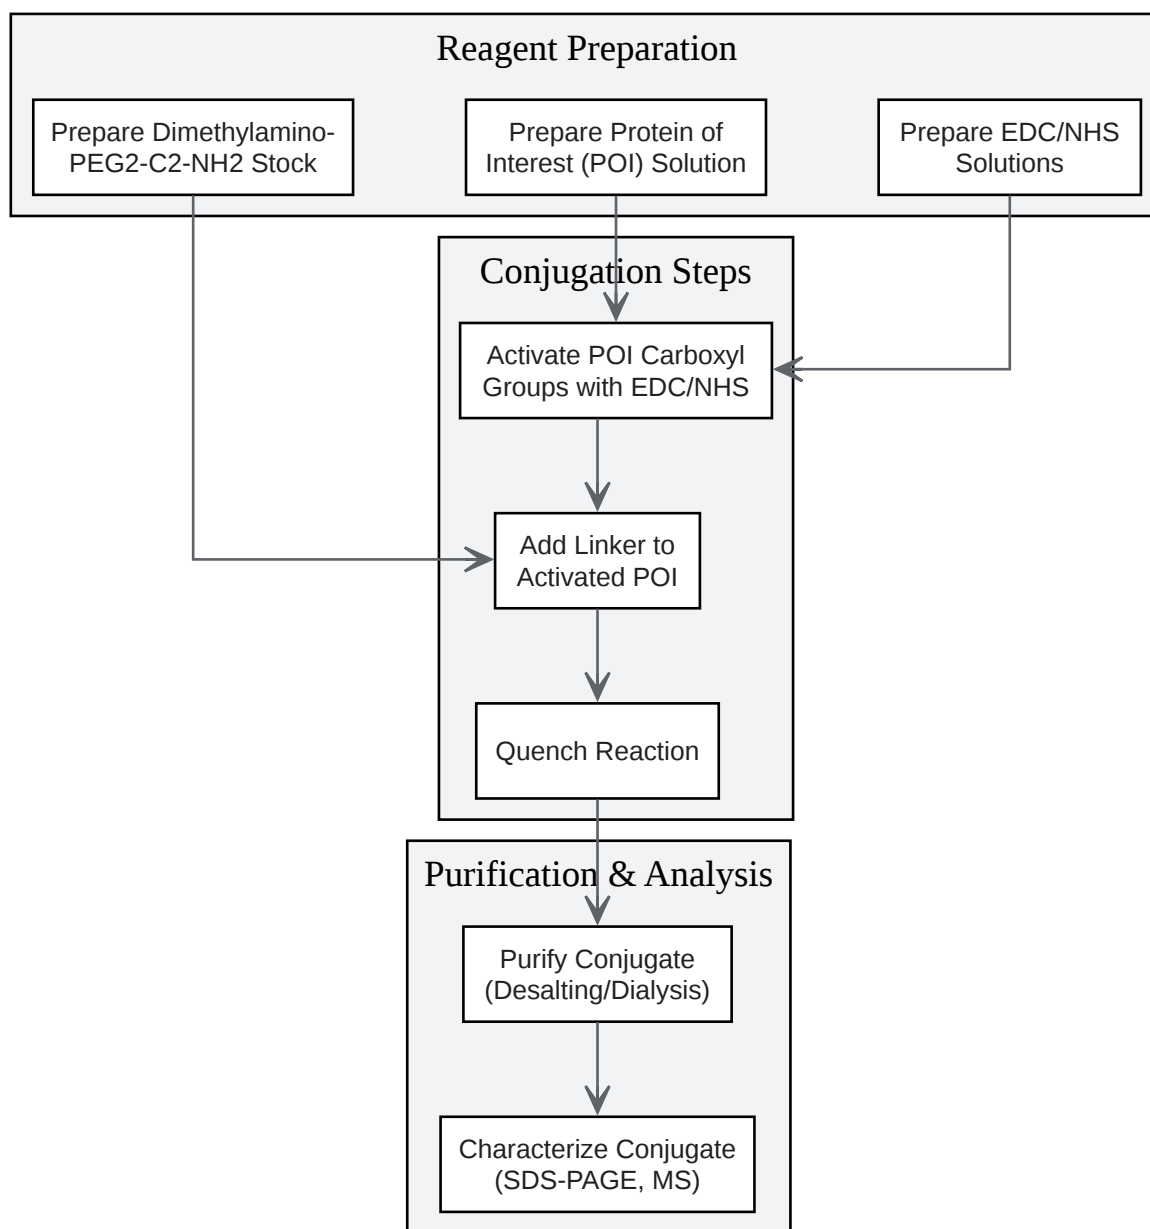 Reagent Preparation
Prepare Dimethylamino-
PEG2-C2-NH2 Stock
Prepare Protein of
Interest (POI) Solution
Prepare EDC/NHS
Solutions
Conjugation Steps
Activate POI Carboxyl
Groups with EDC/NHS
Add Linker to
Activated POI
Quench Reaction
Purification & Analysis
Purify Conjugate
(Desalting/Dialysis)
Characterize Conjugate
(SDS-PAGE, MS)